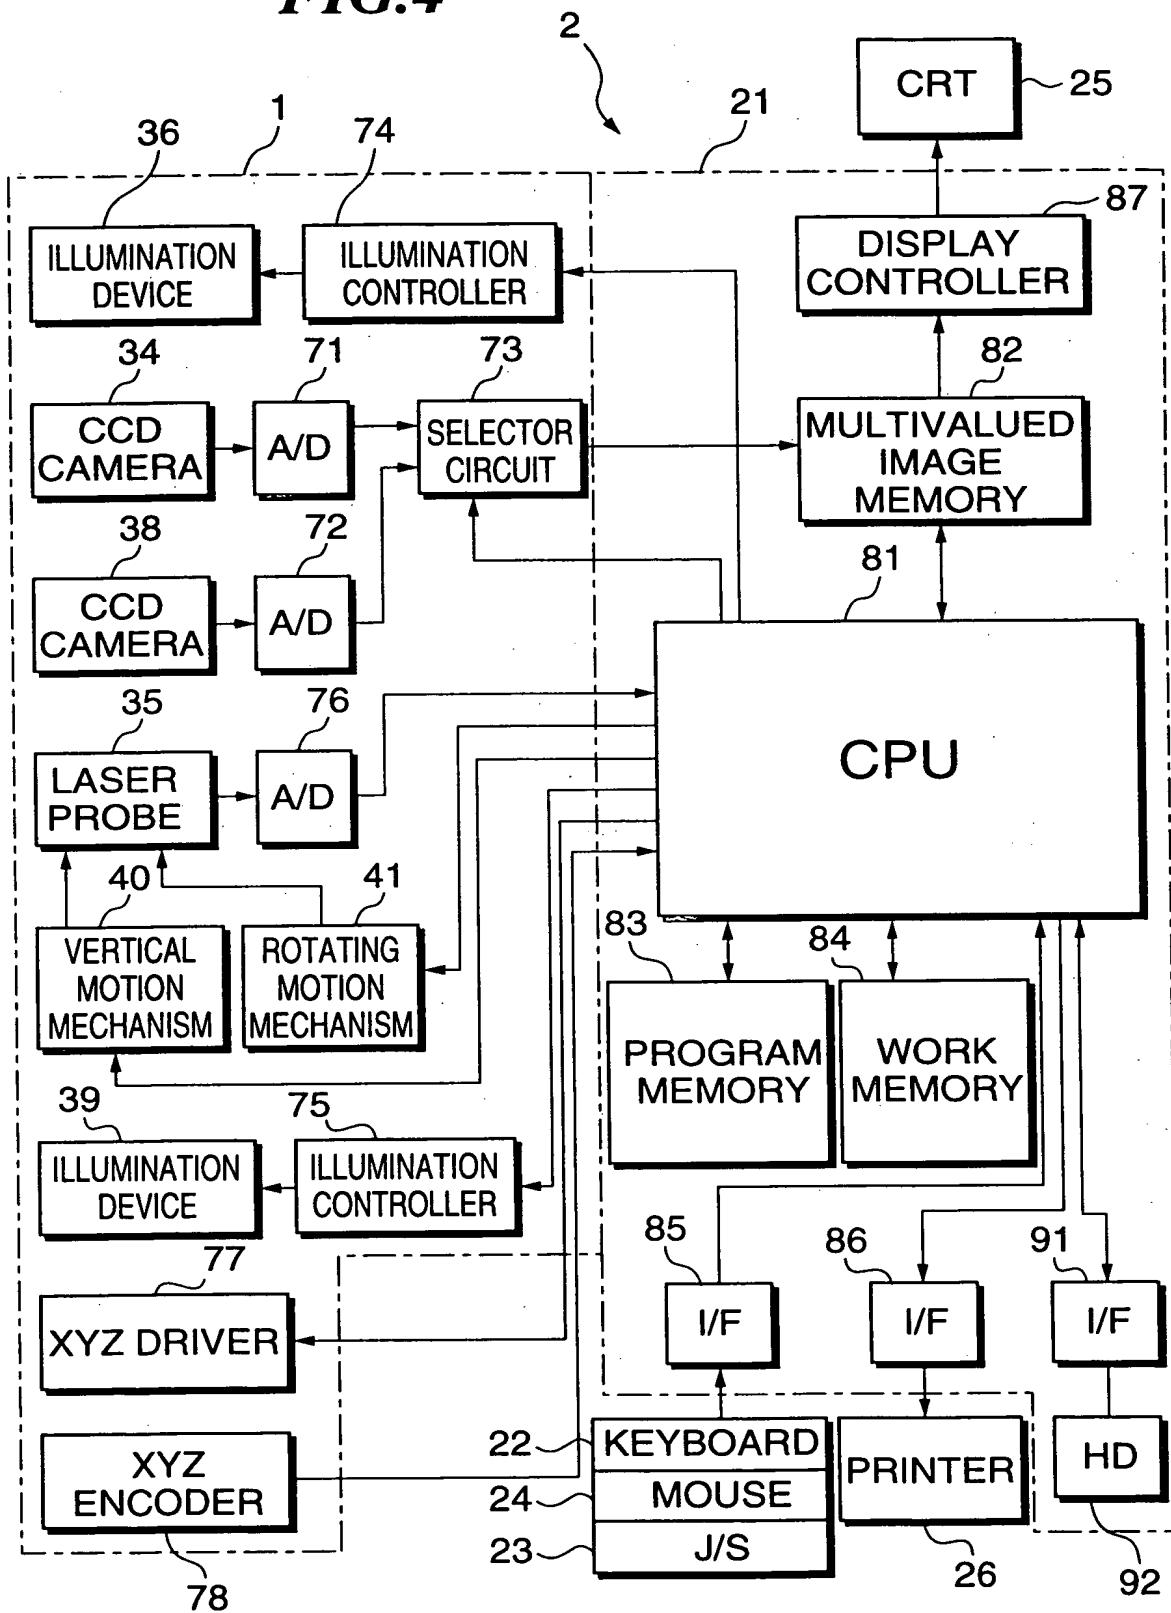 FIG.4
2
CRT
25
1
21
36
74
87
ILLUMINATION
DEVICE
ILLUMINATION
CONTROLLER
DISPLAY
CONTROLLER
34
71
73
82
CCD
CAMERA
A/D
SELECTOR
CIRCUIT
MULTIVALUED
IMAGE
MEMORY
38
72
81
CCD
CAMERA
A/D
35
76
CPU
LASER
PROBE
A/D
40
41
83
84
VERTICAL
MOTION
MECHANISM
ROTATING
MOTION
MECHANISM
PROGRAM
MEMORY
WORK
MEMORY
39
75
ILLUMINATION
DEVICE
ILLUMINATION
CONTROLLER
85
86
91
77
XYZ DRIVER
I/F
I/F
I/F
22
KEYBOARD
24
MOUSE
23
J/S
PRINTER
HD
XYZ
ENCODER
78
26
92